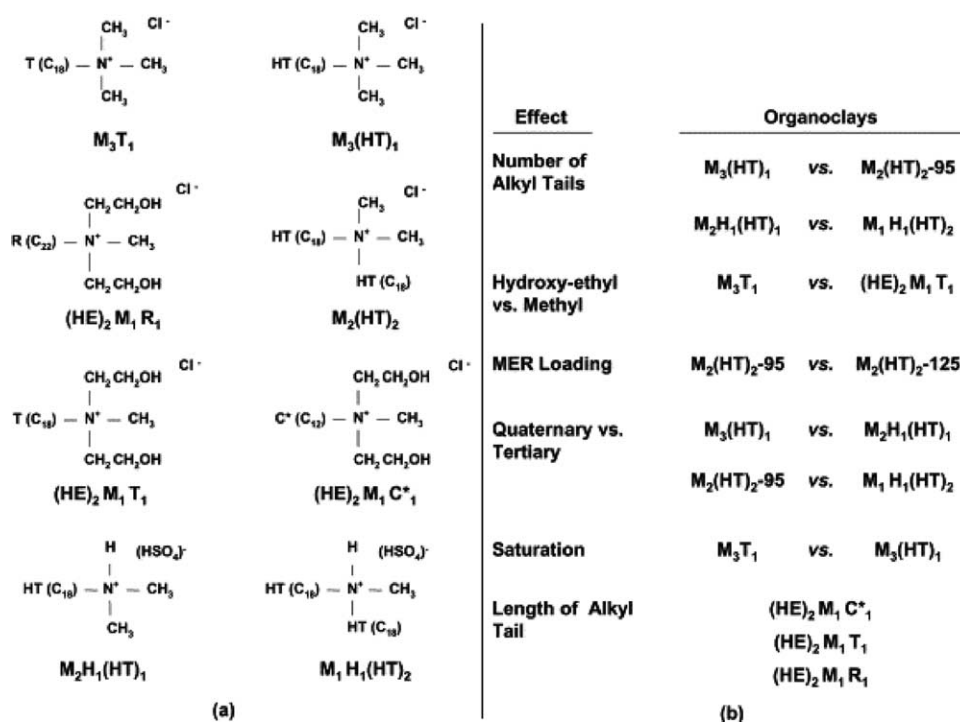 CH₃ Cl⁻
T (C₁₈) — N⁺ — CH₃
CH₃
M₃T₁
CH₃ Cl⁻
HT (C₁₈) — N⁺ — CH₃
CH₃
M₃(HT)₁
CH₂CH₂OH Cl⁻
R (C₂₂) — N⁺ — CH₃
CH₂CH₂OH
(HE)₂ M₁ R₁
CH₃ Cl⁻
HT (C₁₈) — N⁺ — CH₃
HT (C₁₈)
M₂(HT)₂
CH₂CH₂OH Cl⁻
T (C₁₈) — N⁺ — CH₃
CH₂CH₂OH
(HE)₂ M₁ T₁
CH₂CH₂OH Cl⁻
C* (C₁₂) — N⁺ — CH₃
CH₂CH₂OH
(HE)₂ M₁ C*₁
H (HSO₄)⁻
HT (C₁₈) — N⁺ — CH₃
CH₃
M₂H₁(HT)₁
H (HSO₄)⁻
HT (C₁₈) — N⁺ — CH₃
HT (C₁₈)
M₁ H₁(HT)₂
(a)
Effect Organoclays
Number of
Alkyl Tails
M₃(HT)₁ vs. M₂(HT)₂-95
M₂H₁(HT)₁ vs. M₁ H₁(HT)₂
Hydroxy-ethyl
vs. Methyl
M₃T₁ vs. (HE)₂ M₁ T₁
MER Loading M₂(HT)₂-95 vs. M₂(HT)₂-125
Quaternary vs.
Tertiary
M₃(HT)₁ vs. M₂H₁(HT)₁
M₂(HT)₂-95 vs. M₁ H₁(HT)₂
Saturation M₃T₁ vs. M₃(HT)₁
Length of Alkyl
Tail
(HE)₂ M₁ C*₁
(HE)₂ M₁ T₁
(HE)₂ M₁ R₁
(b)